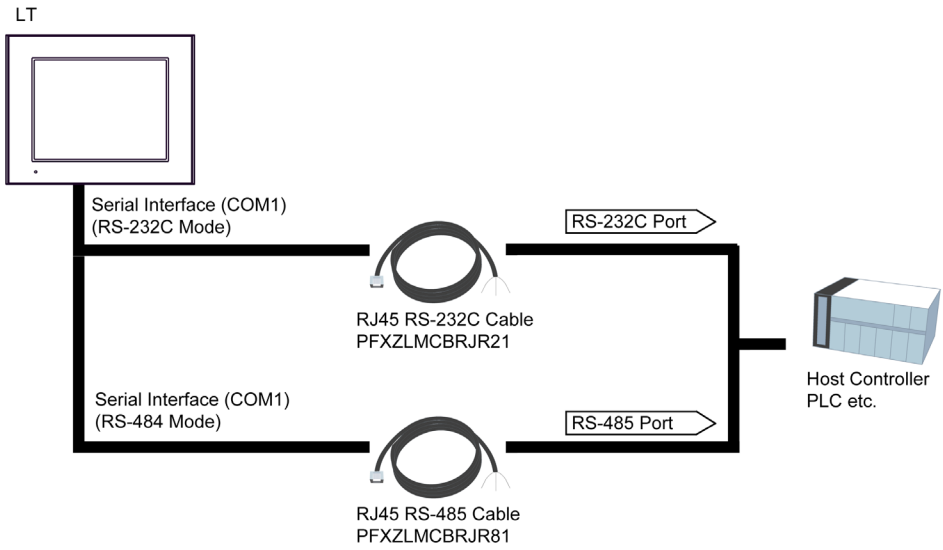 LT
Serial Interface (COM1)
(RS-232C Mode)
RS-232C Port
RJ45 RS-232C Cable
PFXZLMCBRJR21
Host Controller
PLC etc.
Serial Interface (COM1)
(RS-484 Mode)
RS-485 Port
RJ45 RS-485 Cable
PFXZLMCBRJR81